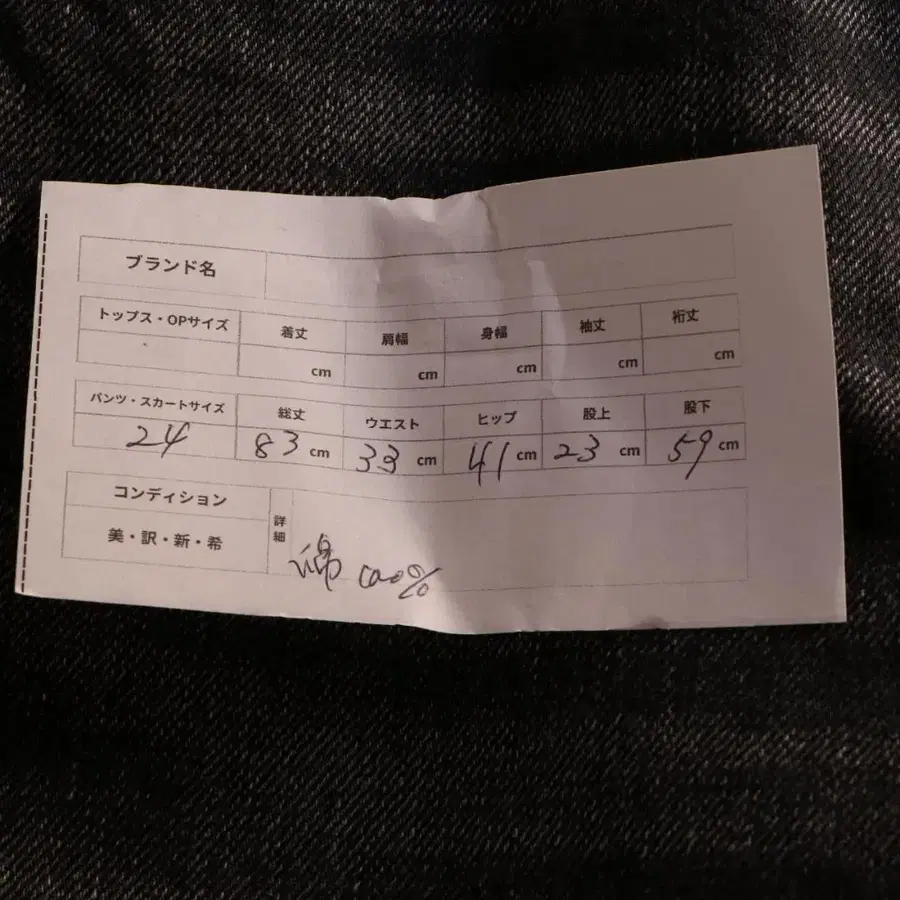 ブランド名
トップス・OPサイズ 着丈 肩幅 身幅 袖丈 裄丈
cm cm cm cm cm
パンツ・スカートサイズ 総丈 ウエスト ヒップ 股上 股下
24 83 cm 33 cm 41 cm 23 cm 59 cm
コンディション 詳細
美・訳・新・希
綿 100%